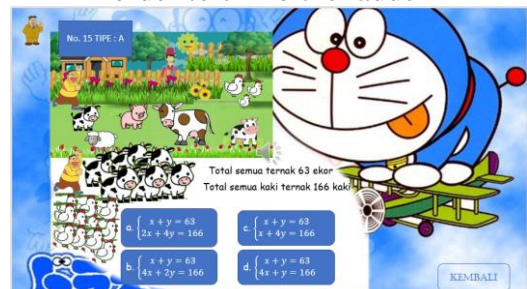 No. 15 TIPE : A
Total semua ternak 63 ekor
Total semua kaki ternak 166 kaki
a. { x + y = 63
2x + 4y = 166
c. { x + y = 63
x + 4y = 166
b. { x + y = 63
4x + 2y = 166
d. { x + y = 63
4x + y = 166
KEMBALI